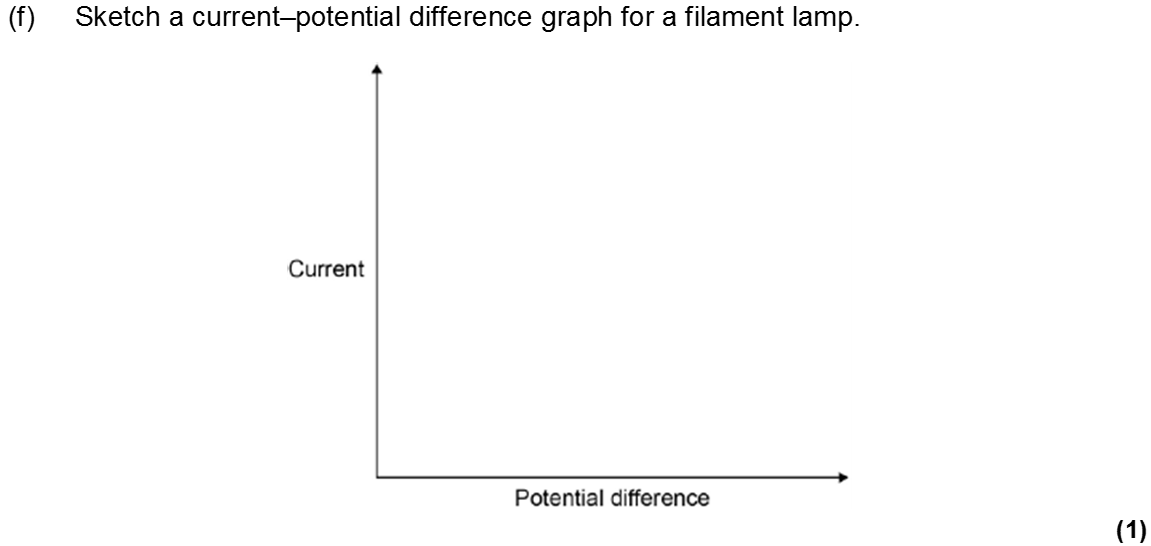 (f) Sketch a current–potential difference graph for a filament lamp.
Current
Potential difference
(1)